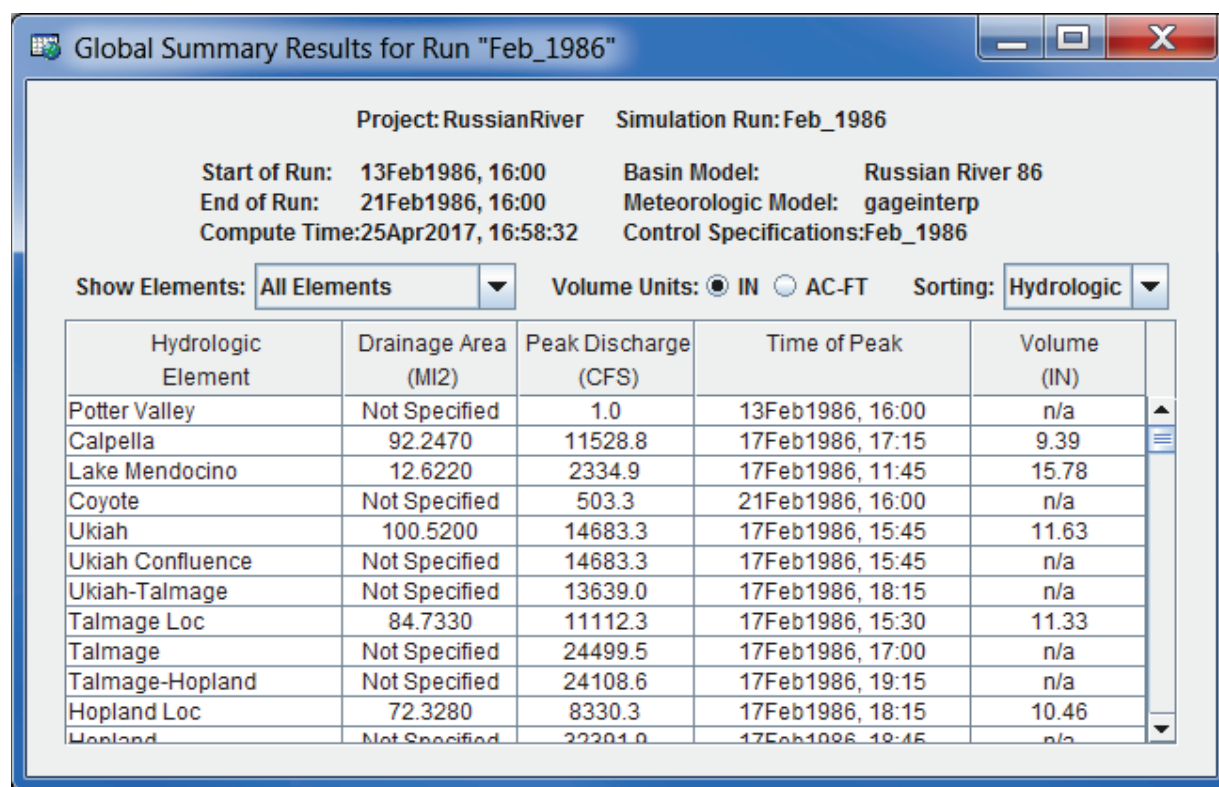 Global Summary Results for Run "Feb_1986"
Project: RussianRiver Simulation Run: Feb_1986
Start of Run: 13Feb1986, 16:00 Basin Model: Russian River 86
End of Run: 21Feb1986, 16:00 Meteorologic Model: gageinterp
Compute Time:25Apr2017, 16:58:32 Control Specifications:Feb_1986
Show Elements: All Elements Volume Units: IN AC-FT Sorting: Hydrologic
Hydrologic Drainage Area Peak Discharge Time of Peak Volume
Element (MI2) (CFS) (IN)
Potter Valley Not Specified 1.0 13Feb1986, 16:00 n/a
Calpella 92.2470 11528.8 17Feb1986, 17:15 9.39
Lake Mendocino 12.6220 2334.9 17Feb1986, 11:45 15.78
Coyote Not Specified 503.3 21Feb1986, 16:00 n/a
Ukiah 100.5200 14683.3 17Feb1986, 15:45 11.63
Ukiah Confluence Not Specified 14683.3 17Feb1986, 15:45 n/a
Ukiah-Talmage Not Specified 13639.0 17Feb1986, 18:15 n/a
Talmage Loc 84.7330 11112.3 17Feb1986, 15:30 11.33
Talmage Not Specified 24499.5 17Feb1986, 17:00 n/a
Talmage-Hopland Not Specified 24108.6 17Feb1986, 19:15 n/a
Hopland Loc 72.3280 8330.3 17Feb1986, 18:15 10.46
Hopland Not Specified 32391.9 17Feb1986, 18:45 n/a